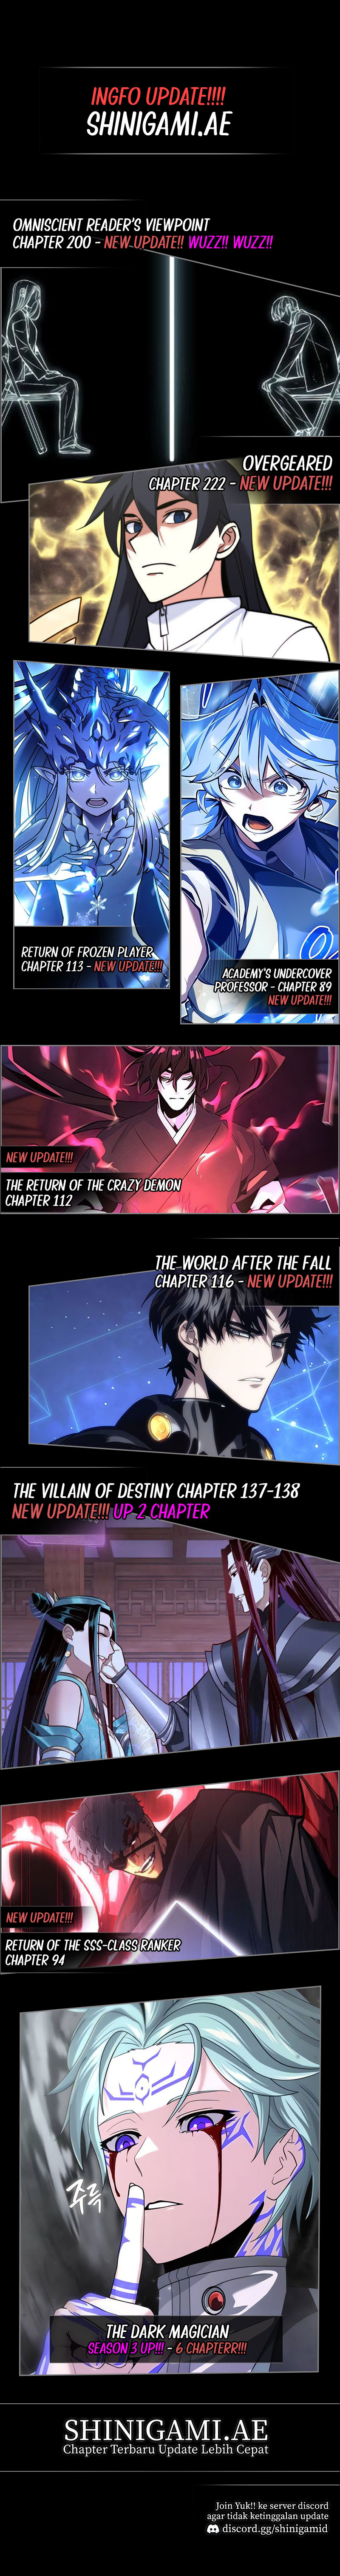 INGFO UPDATE!!!!
SHINIGAMI.AE
OMNISCIENT READER'S VIEWPOINT
CHAPTER 200 - NEW UPDATE!! WUZZ!! WUZZ!!
OVERGEARED
CHAPTER 222 - NEW UPDATE!!!
RETURN OF FROZEN PLAYER
CHAPTER 113 - NEW UPDATE!!!
ACADEMY'S UNDERCOVER
PROFESSOR - CHAPTER 89
NEW UPDATE!!!
NEW UPDATE!!!
THE RETURN OF THE CRAZY DEMON
CHAPTER 112
THE WORLD AFTER THE FALL
CHAPTER 116 - NEW UPDATE!!!
THE VILLAIN OF DESTINY CHAPTER 137-138
NEW UPDATE!!! UP 2 CHAPTER
NEW UPDATE!!!
RETURN OF THE SSS-CLASS RANKER
CHAPTER 94
주륵
THE DARK MAGICIAN
SEASON 3 UP!!! - 6 CHAPTERR!!!
SHINIGAMI.AE
Chapter Terbaru Update Lebih Cepat
Join Yuk!! ke server discord
agar tidak ketinggalan update
discord.gg/shinigamid